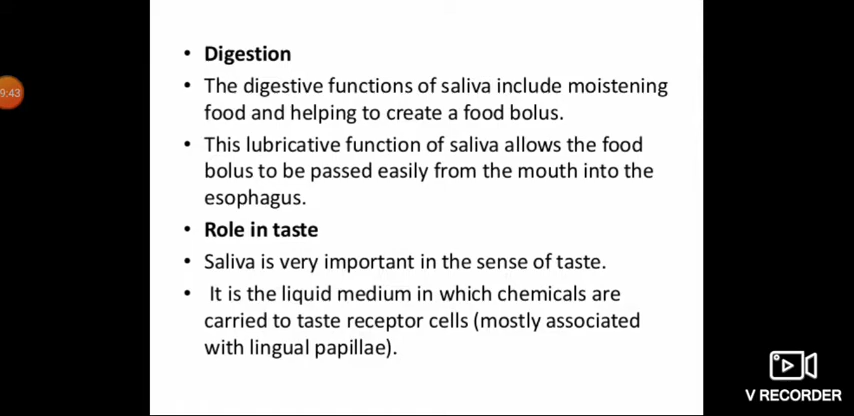 • Digestion
• The digestive functions of saliva include moistening
food and helping to create a food bolus.
• This lubricative function of saliva allows the food
bolus to be passed easily from the mouth into the
esophagus.
• Role in taste
• Saliva is very important in the sense of taste.
• It is the liquid medium in which chemicals are
carried to taste receptor cells (mostly associated
with lingual papillae).
9:43
V RECORDER